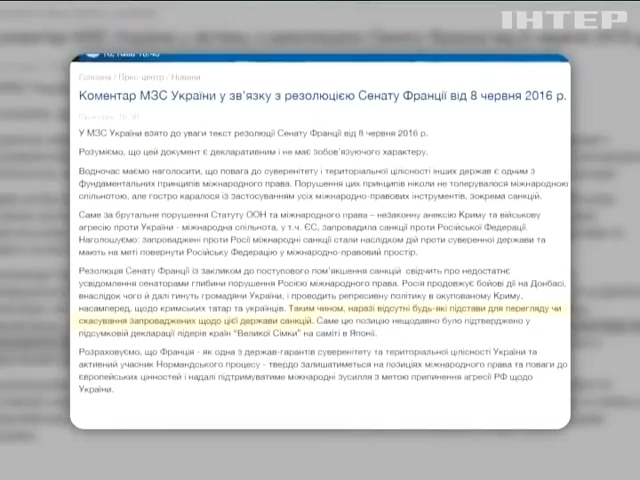 ІНТЕР
Головна / Прес-центр / Новини
Коментар МЗС України у зв'язку з резолюцією Сенату Франції від 8 червня 2016 р.
У МЗС України взято до уваги текст резолюції Сенату Франції від 8 червня 2016 р.
Розуміємо, що цей документ є декларативним і не має зобов'язуючого характеру.
Водночас маємо наголосити, що повага до суверенітету і територіальної цілісності інших держав є одним з
фундаментальних принципів міжнародного права. Порушення цих принципів ніколи не толерувалося міжнародною
спільнотою, але гостро каралося із застосуванням усіх міжнародно-правових інструментів, зокрема санкцій.
Саме за брутальне порушення Статуту ООН та міжнародного права – незаконну анексію Криму та військову
агресію проти України - міжнародна спільнота, у т.ч. ЄС, запровадила санкції проти Російської Федерації.
Наголошуємо: запроваджені проти Росії міжнародні санкції стали наслідком дій проти суверенної держави та
мають на меті повернути Російську Федерацію у міжнародно-правовий простір.
Резолюція Сенату Франції із закликом до поступового пом'якшення санкцій свідчить про недостатнє
усвідомлення сенаторами глибини порушення Росією міжнародного права. Росія продовжує бойові дії на Донбасі,
внаслідок чого й далі гинуть громадяни України, і проводить репресивну політику в окупованому Криму,
насамперед, щодо кримських татар та українців. Таким чином, наразі відсутні будь-які підстави для перегляду чи
скасування запроваджених щодо цієї держави санкцій. Саме цю позицію нещодавно було підтверджено у
підсумковій декларації лідерів країн "Великої Сімки" на саміті в Японії.
Розраховуємо, що Франція - як одна з держав-гарантів суверенітету та територіальної цілісності України та
активний учасник Нормандського процесу - твердо залишатиметься на позиціях міжнародного права та поваги до
європейських цінностей і надалі підтримуватиме міжнародні зусилля з метою припинення агресії РФ щодо
України.